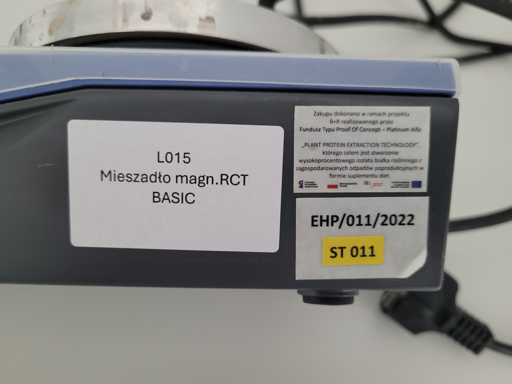 L015
Mieszadło magn.RCT
BASIC
Zakupu dokonano w ramach projektu
B+R realizowanego przez
Fundusz Typu Proof Of Concept – Platinum Alfa
„PLANT PROTEIN EXTRACTION TECHNOLOGY”,
którego celem jest stworzenie
wysokoprocentowego izolatu białka roślinnego z
zagospodarowanych odpadów poprodukcyjnych w
formie suplementu diet
EHP/011/2022
ST 011